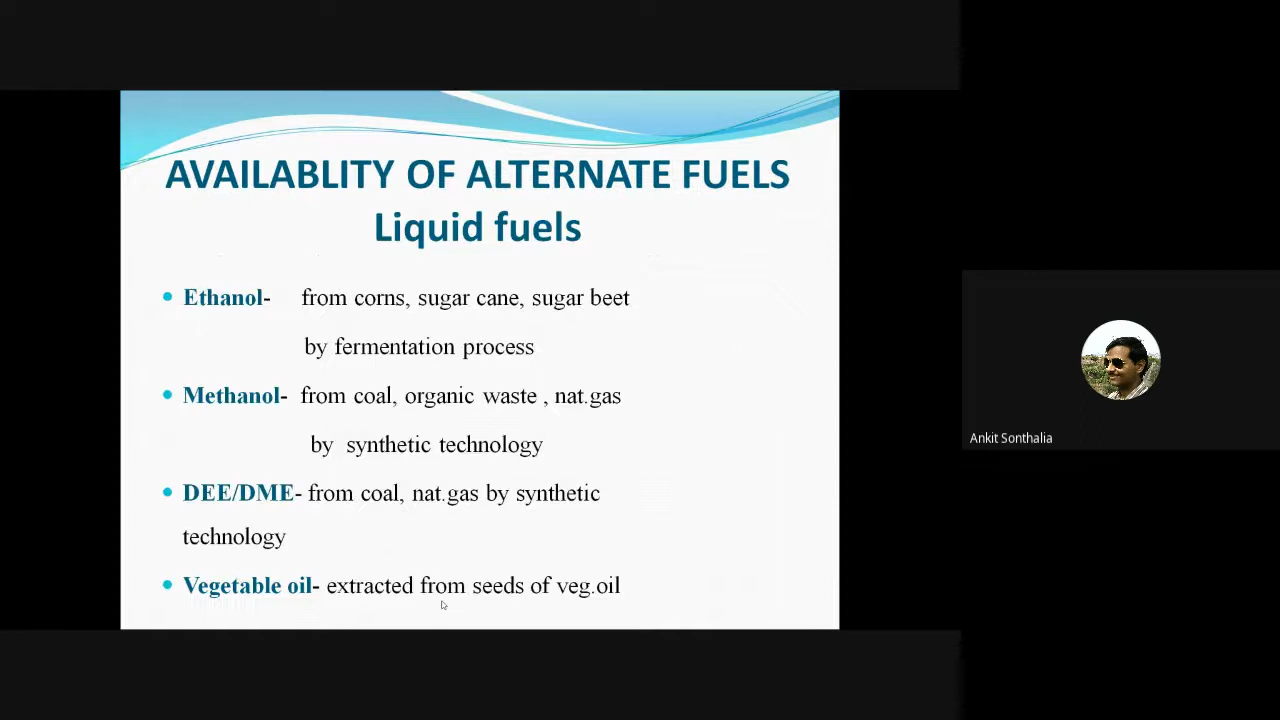 AVAILABLITY OF ALTERNATE FUELS
Liquid fuels
Ethanol- from corns, sugar cane, sugar beet
by fermentation process
Methanol- from coal, organic waste , nat.gas
by synthetic technology
DEE/DME- from coal, nat.gas by synthetic
technology
Vegetable oil- extracted from seeds of veg.oil
Ankit Sonthalia